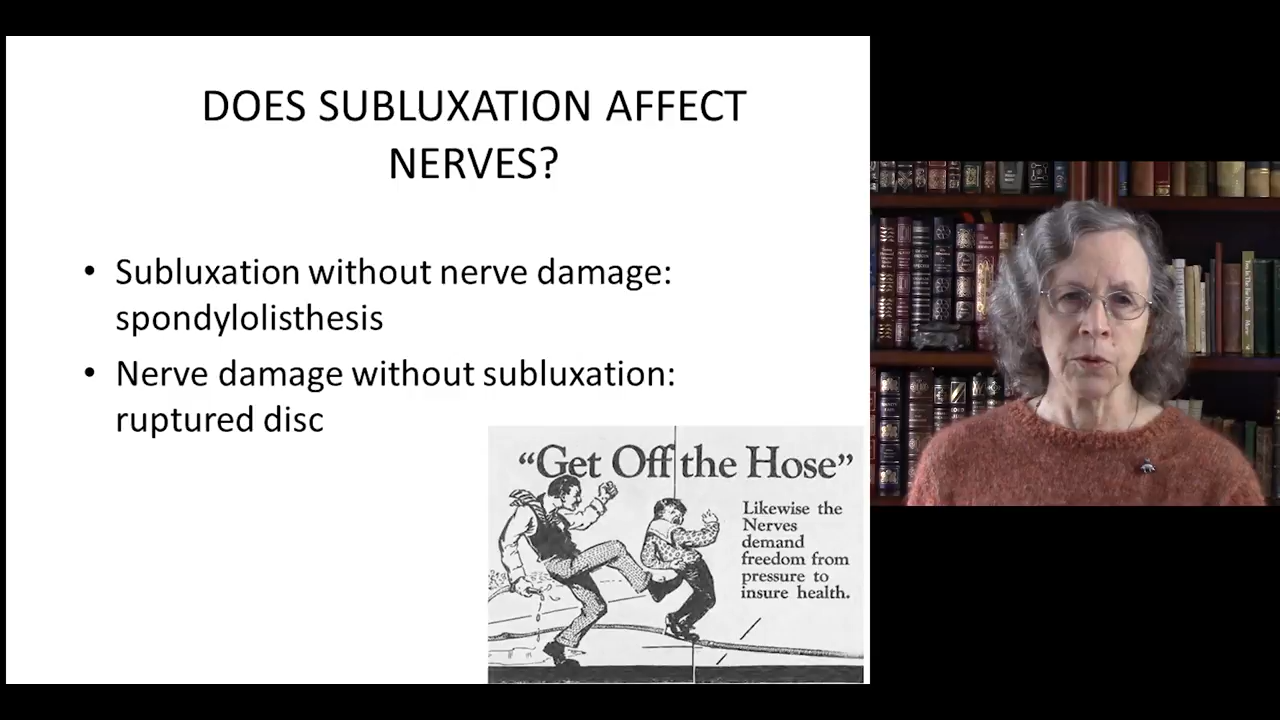 DOES SUBLUXATION AFFECT
NERVES?
• Subluxation without nerve damage:
spondylolisthesis
• Nerve damage without subluxation:
ruptured disc
“Get Off the Hose”
Likewise the
Nerves
demand
freedom from
pressure to
insure health.